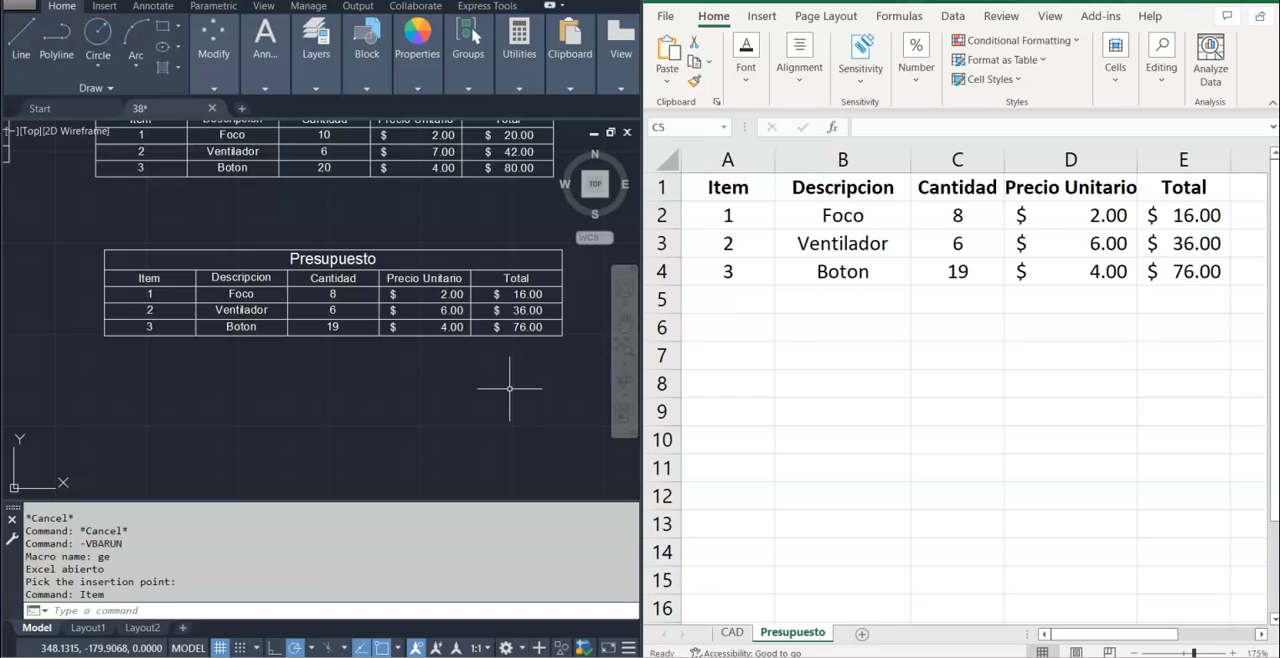 Home Insert Annotate Parametric View Manage Output Collaborate Express Tools
Line Polyline Circle Arc Modify Ann... Layers Block Properties Groups Utilities Clipboard View
Draw
Start 38*
[-][Top][2D Wireframe]
Item Descripcion Cantidad Precio Unitario Total
1 Foco 10 $ 2.00 $ 20.00
2 Ventilador 6 $ 7.00 $ 42.00
3 Boton 20 $ 4.00 $ 80.00
N
W TOP E
S
WCS
Presupuesto
Item Descripcion Cantidad Precio Unitario Total
1 Foco 8 $ 2.00 $ 16.00
2 Ventilador 6 $ 6.00 $ 36.00
3 Boton 19 $ 4.00 $ 76.00
Y
X
*Cancel*
Command: *Cancel*
Command: -VBARUN
Macro name: ge
Excel abierto
Pick the insertion point:
Command: Item
Type a command
Model Layout1 Layout2 +
348.1315, -179.9068, 0.0000 MODEL 1:1
File Home Insert Page Layout Formulas Data Review View Add-ins Help
Paste Font Alignment Sensitivity Number Conditional Formatting Format as Table Cell Styles Cells Editing Analyze Data
Clipboard Sensitivity Styles Analysis
C5 fx
A B C D E
1 Item Descripcion Cantidad Precio Unitario Total
2 1 Foco 8 $ 2.00 $ 16.00
3 2 Ventilador 6 $ 6.00 $ 36.00
4 3 Boton 19 $ 4.00 $ 76.00
5
6
7
8
9
10
11
12
13
14
15
16
CAD Presupuesto
Ready Accessibility: Good to go 175%